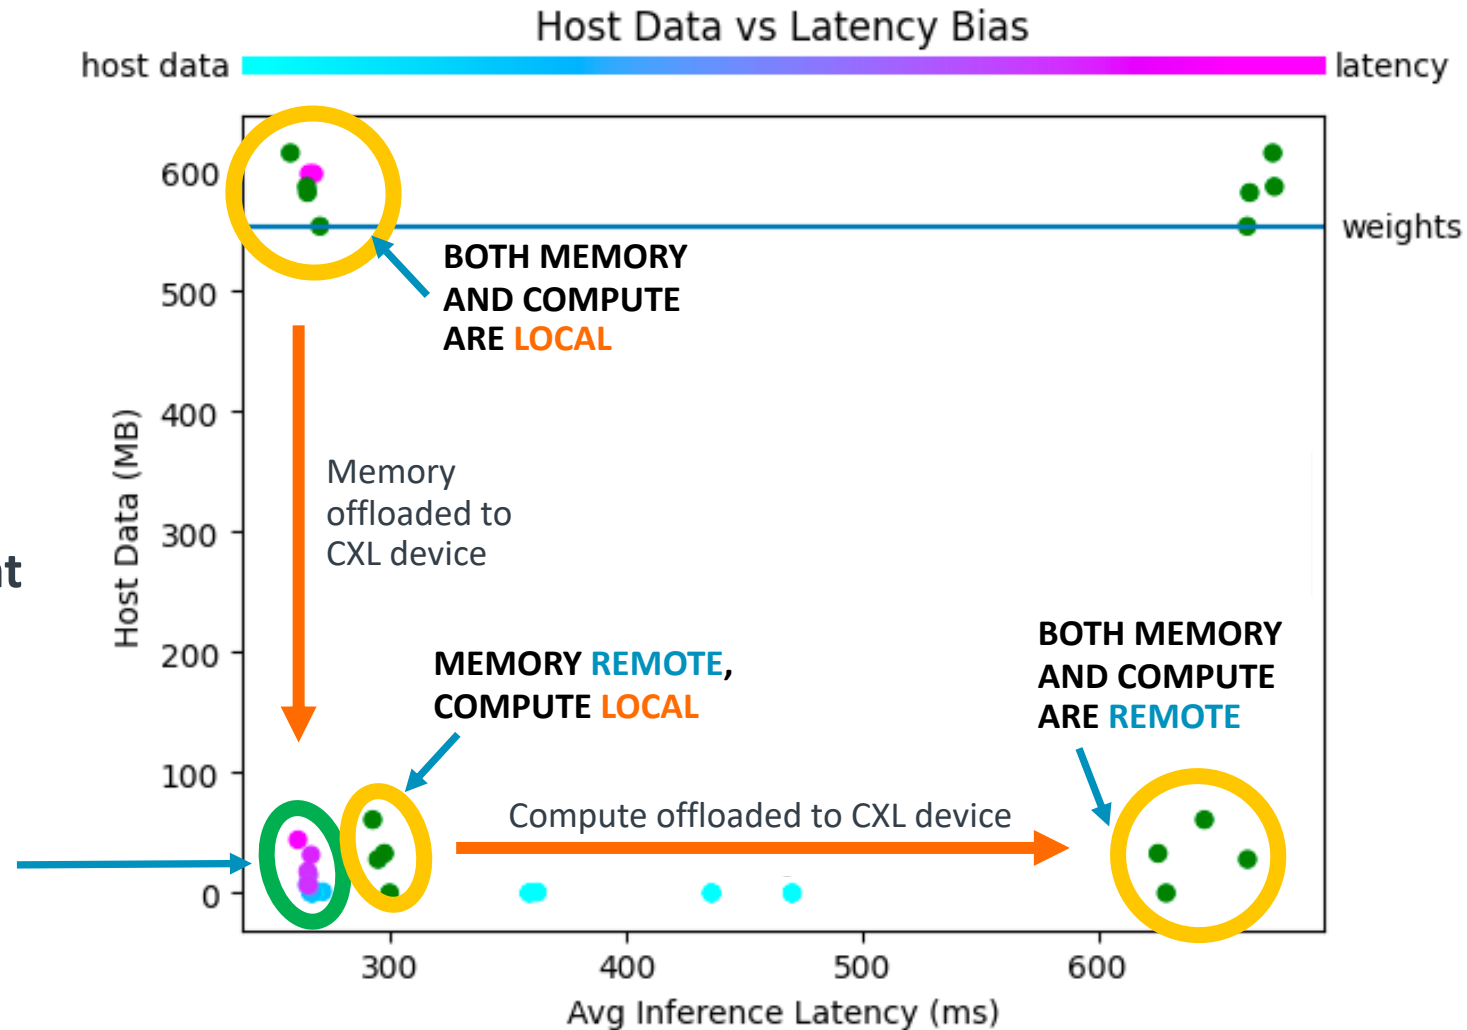 Host Data vs Latency Bias
host data
latency
600
500
400
300
200
100
0
Host Data (MB)
weights
BOTH MEMORY
AND COMPUTE
ARE LOCAL
Memory
offloaded to
CXL device
MEMORY REMOTE,
COMPUTE LOCAL
BOTH MEMORY
AND COMPUTE
ARE REMOTE
Compute offloaded to CXL device
300
400
500
600
Avg Inference Latency (ms)